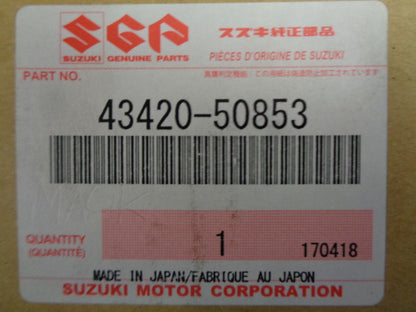 SGP
SUZUKI GENUINE PARTS
スズキ純正部品
PIÈCES D'ORIGINE DE SUZUKI
PART NO.
43420-50853
QUANTITY
(QUANTITÉ)
1
170418
MADE IN JAPAN/FABRIQUE AU JAPON
SUZUKI MOTOR CORPORATION